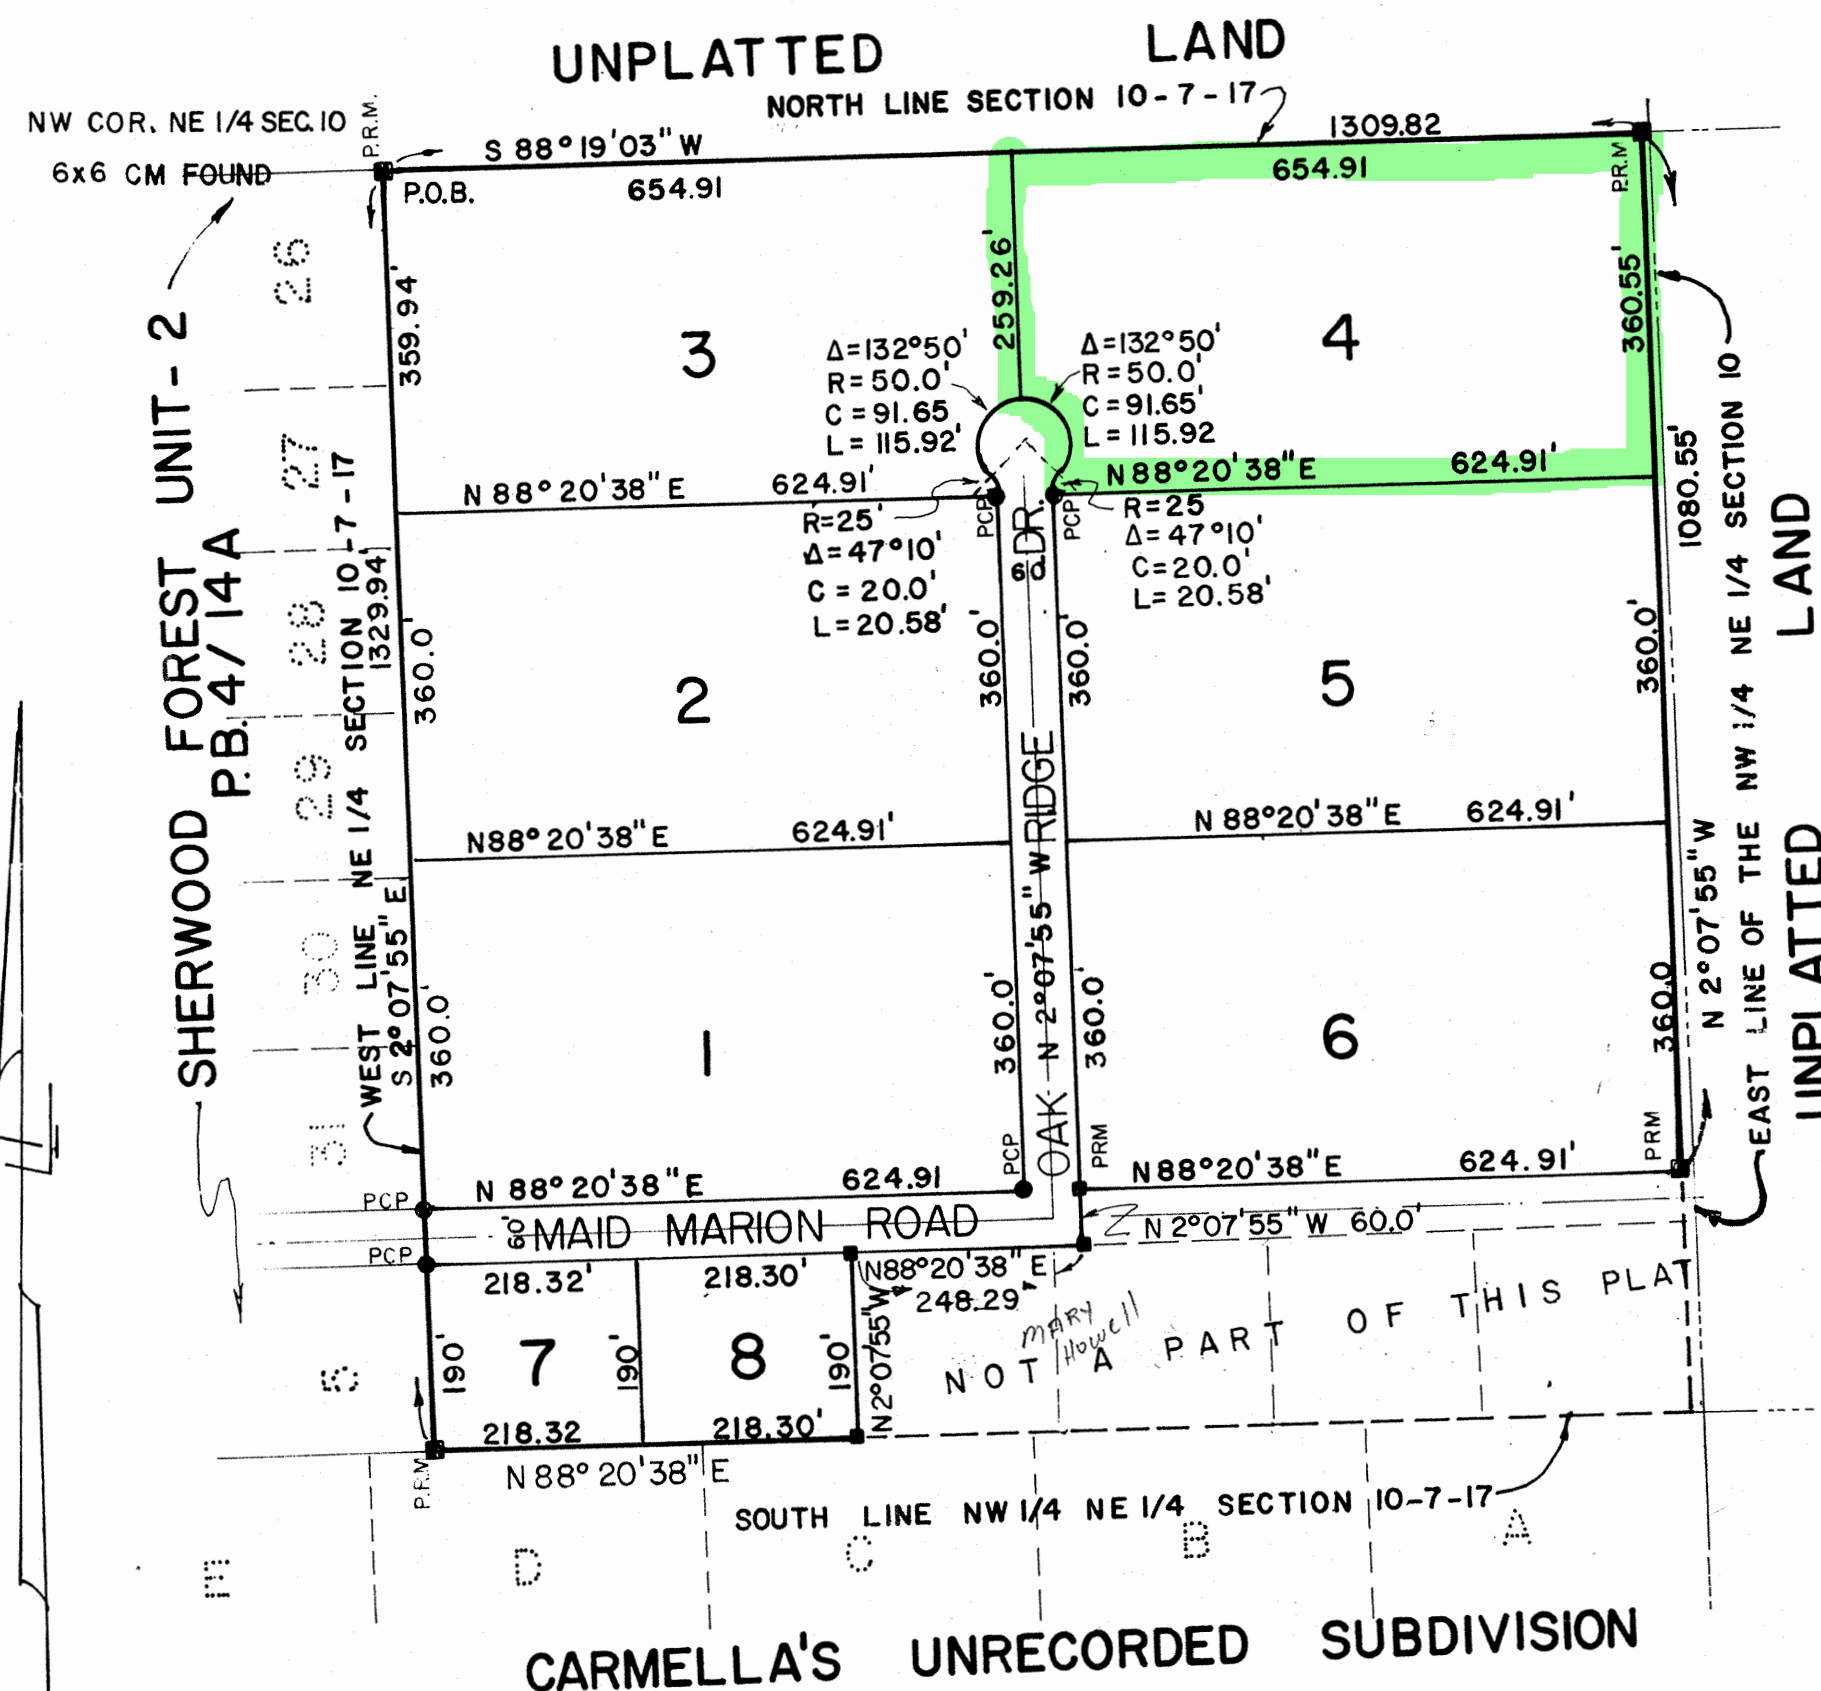 UNPLATTED LAND
NORTH LINE SECTION 10-7-17
NW COR. NE 1/4 SEC.10
6x6 CM FOUND
P.R.M.
S 88°19'03" W
1309.82
P.O.B.
654.91
654.91
P.R.M
26
359.94'
259.26'
360.55'
3
4
Δ=132°50'
R=50.0'
C=91.65
L=115.92'
Δ=132°50'
R=50.0'
C=91.65'
L=115.92
SHERWOOD FOREST UNIT-2
P.B.4/14A
27
N 88°20'38" E
624.91'
N 88°20'38" E
624.91'
1080.55'
PCP
PCP
R=25'
Δ=47°10'
C=20.0'
L=20.58'
R=25
Δ=47°10'
C=20.0'
L=20.58'
WEST LINE NE 1/4 SECTION 10-7-17
1329.94'
S 2°07'55" E
28
360.0'
2
360.0'
360.0'
5
360.0'
29
OAK RIDGE DR.
N 2°07'55" W
N88°20'38" E
624.91'
N 88°20'38" E
624.91'
30
360.0'
1
360.0'
360.0'
6
360.0
N 2°07'55" W
EAST LINE OF THE NW 1/4 NE 1/4 SECTION 10
UNPLATTED LAND
31
PCP
PRM
PRM
N 88°20'38" E
624.91
N88°20'38" E
624.91'
PCP
60'
MAID MARION ROAD
N 2°07'55" W 60.0'
PCP
218.32'
218.30'
N88°20'38" E
248.29'
MARY
Howell
NOT A PART OF THIS PLAT
5
190'
7
190'
8
190'
N2°07'55"W
218.32
218.30'
P.R.M
N 88°20'38" E
SOUTH LINE NW 1/4 NE 1/4 SECTION 10-7-17
E
D
C
B
A
CARMELLA'S UNRECORDED SUBDIVISION